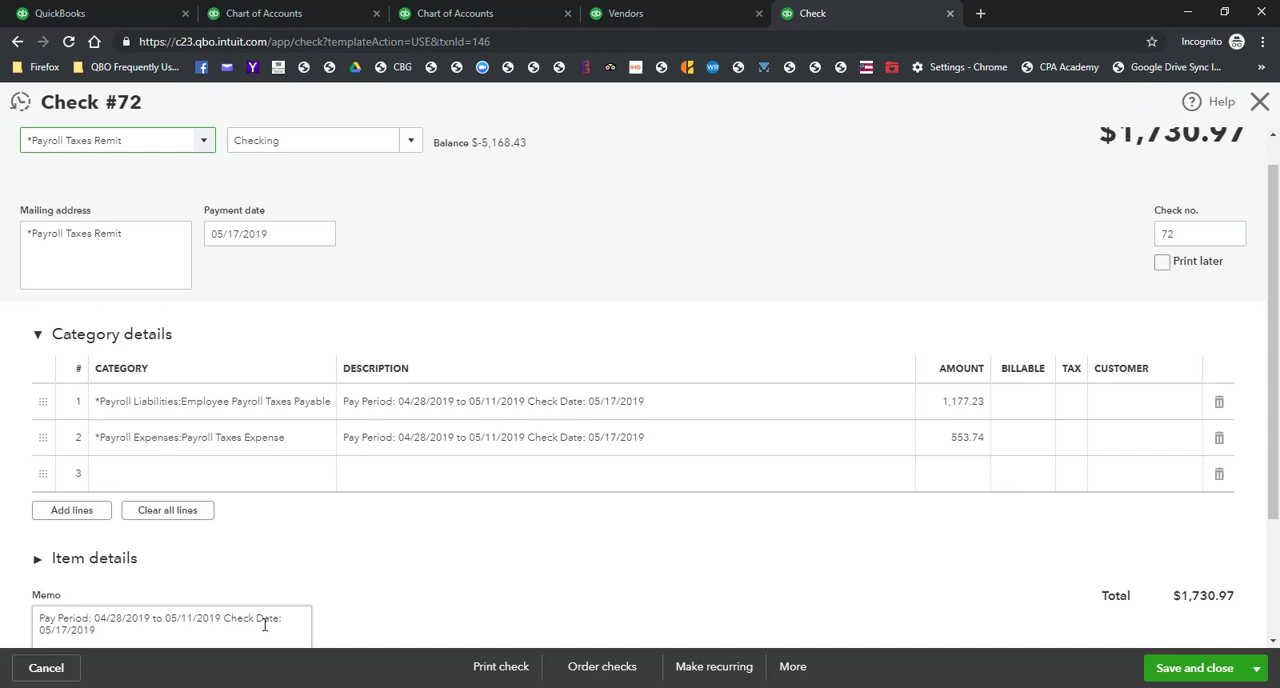 QuickBooks
Chart of Accounts
Chart of Accounts
Vendors
Check
https://c23.qbo.intuit.com/app/check?templateAction=USE&txnId=146
Incognito
Firefox
QBO Frequently Us...
CBG
Settings - Chrome
CPA Academy
Google Drive Sync I...
Check #72
Help
*Payroll Taxes Remit
Checking
Balance $-5,168.43
$1,730.97
Mailing address
Payment date
Check no.
*Payroll Taxes Remit
05/17/2019
72
Print later
Category details
# CATEGORY DESCRIPTION AMOUNT BILLABLE TAX CUSTOMER
1 *Payroll Liabilities:Employee Payroll Taxes Payable Pay Period: 04/28/2019 to 05/11/2019 Check Date: 05/17/2019 1,177.23
2 *Payroll Expenses:Payroll Taxes Expense Pay Period: 04/28/2019 to 05/11/2019 Check Date: 05/17/2019 553.74
3
Add lines
Clear all lines
Item details
Memo
Total $1,730.97
Pay Period: 04/28/2019 to 05/11/2019 Check Date:
05/17/2019
Cancel
Print check
Order checks
Make recurring
More
Save and close